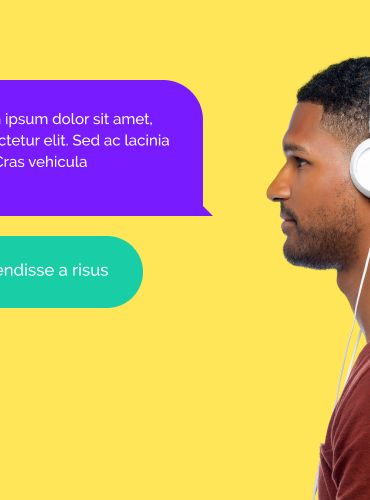 ipsum dolor sit amet,
ctetur elit. Sed ac lacinia
Cras vehicula
endisse a risus